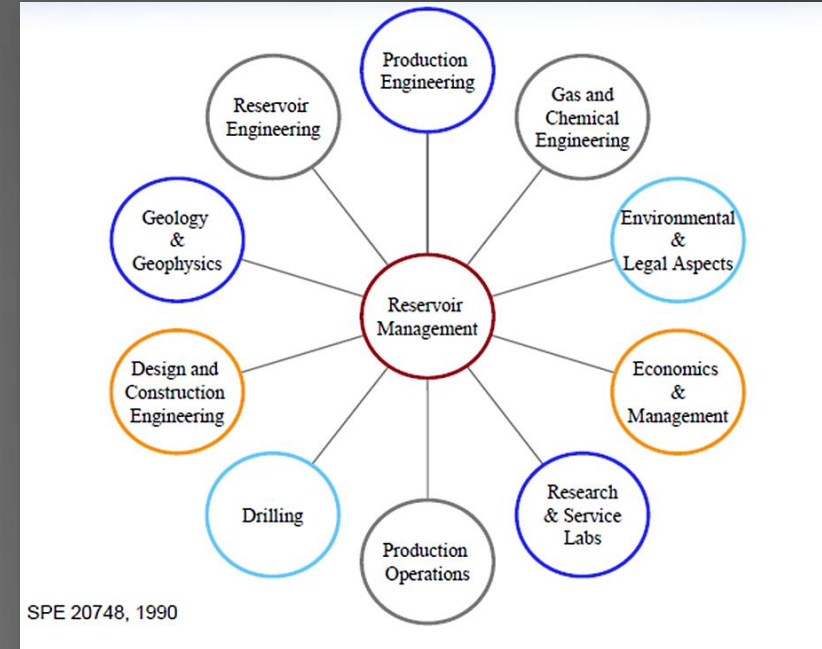 Production
Engineering
Reservoir
Engineering
Gas and
Chemical
Engineering
Geology
&
Geophysics
Environmental
&
Legal Aspects
Reservoir
Management
Design and
Construction
Engineering
Economics
&
Management
Drilling
Research
& Service
Labs
Production
Operations
SPE 20748, 1990